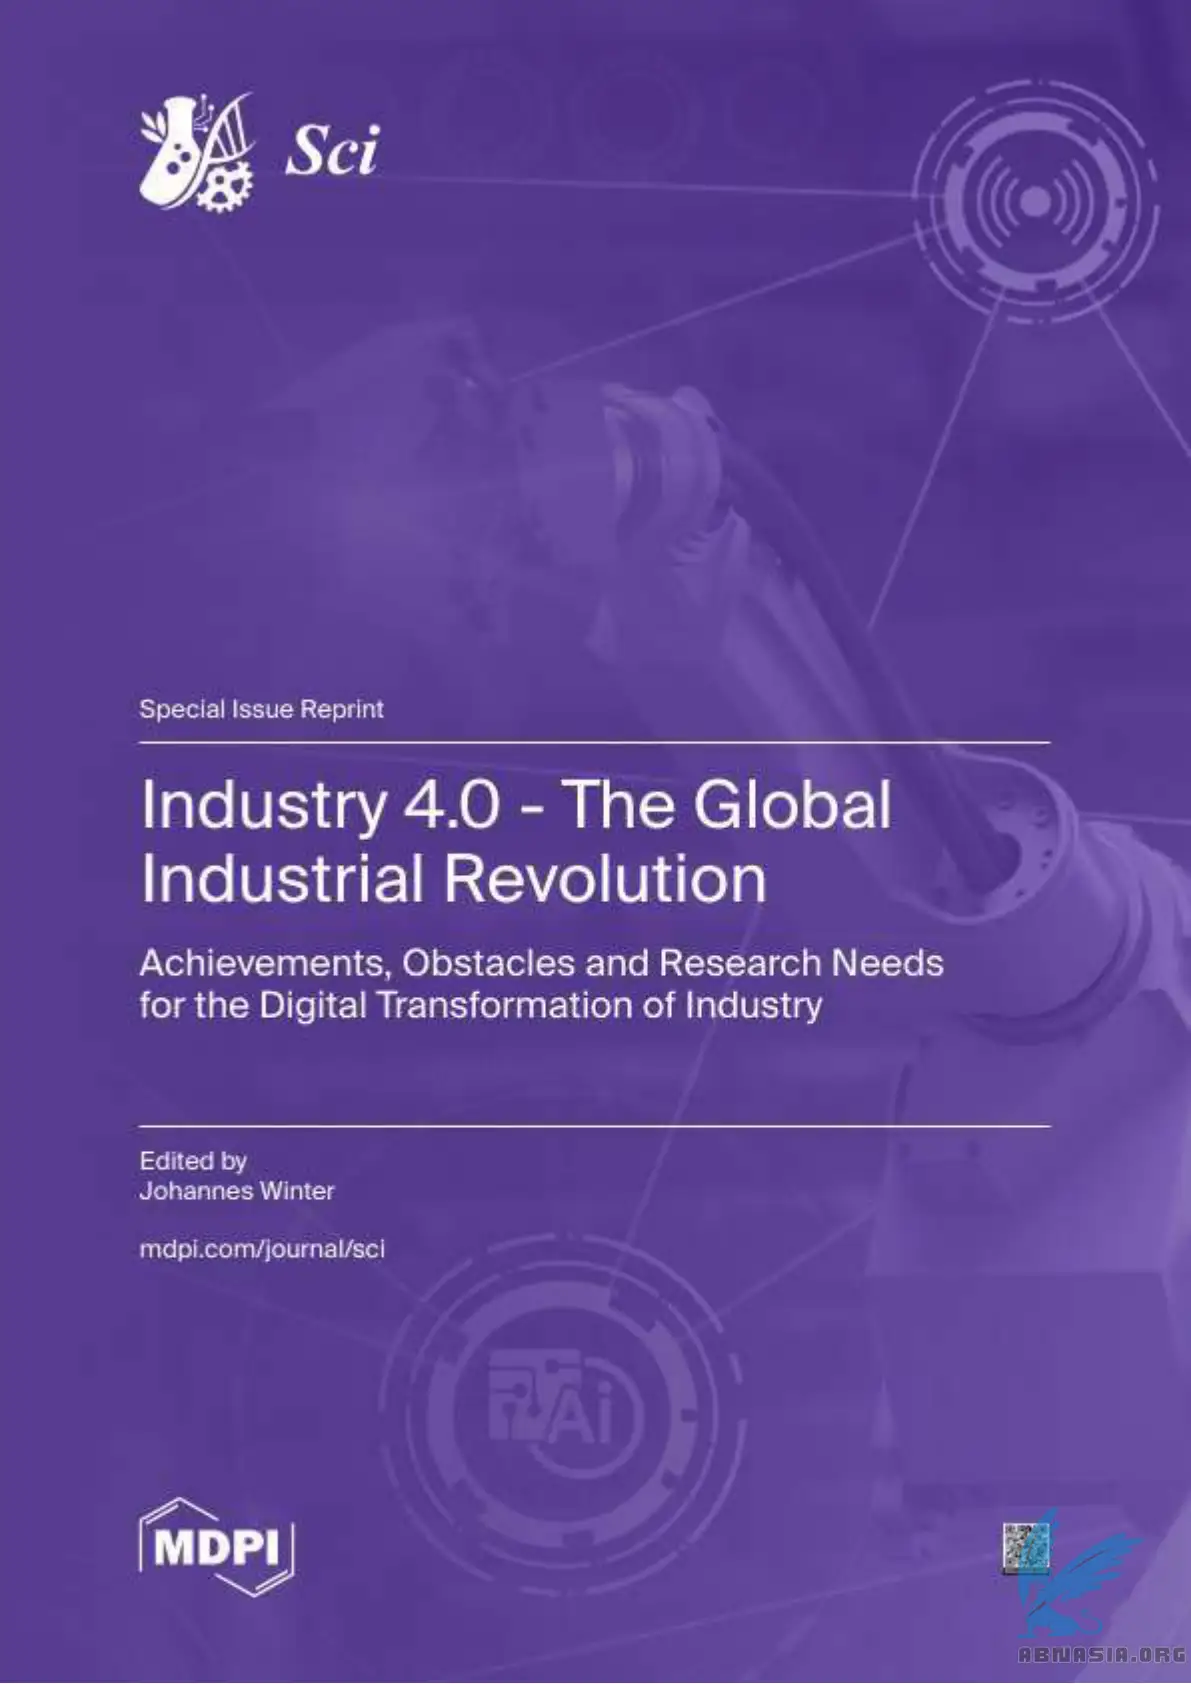 Sci
Special Issue Reprint
Industry 4.0 - The Global
Industrial Revolution
Achievements, Obstacles and Research Needs
for the Digital Transformation of Industry
Edited by
Johannes Winter
mdpi.com/journal/sci
Ai
MDPI
ABNASIA.ORG